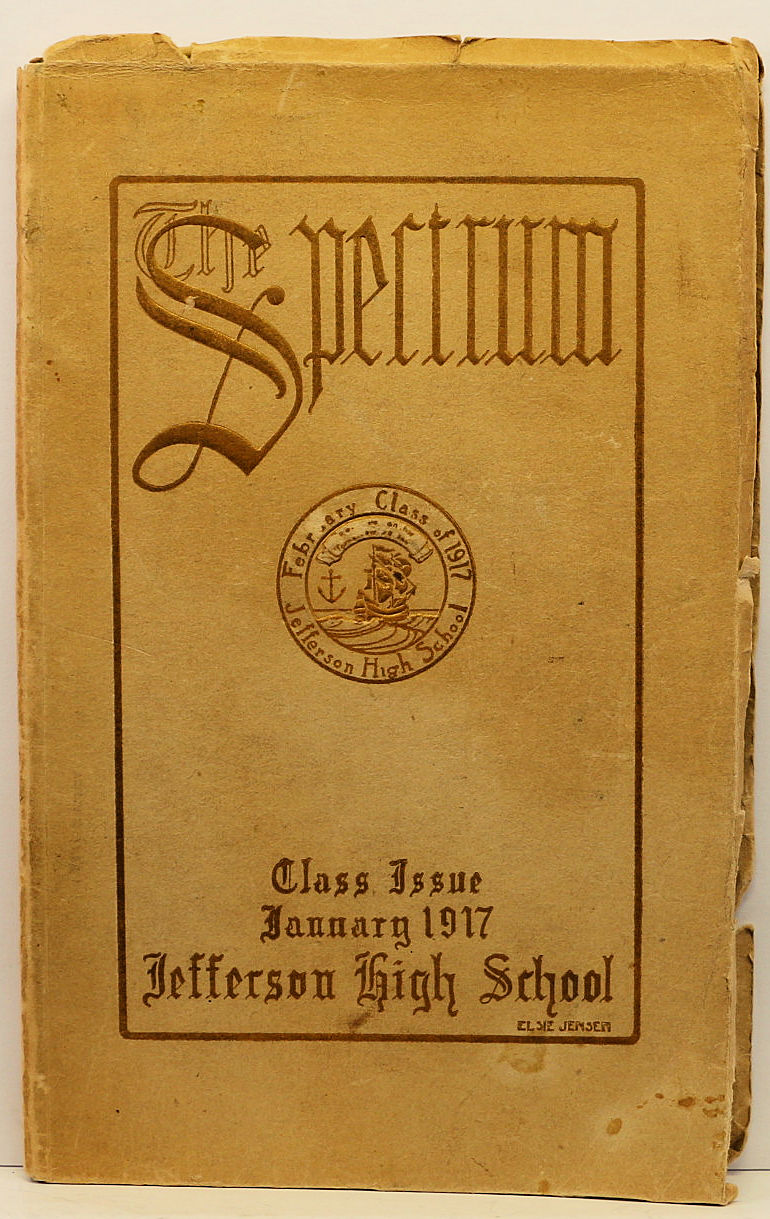 The Spectrum
February Class of 1917
Jefferson High School
Class Issue
January 1917
Jefferson High School
ELSIE JENSEN